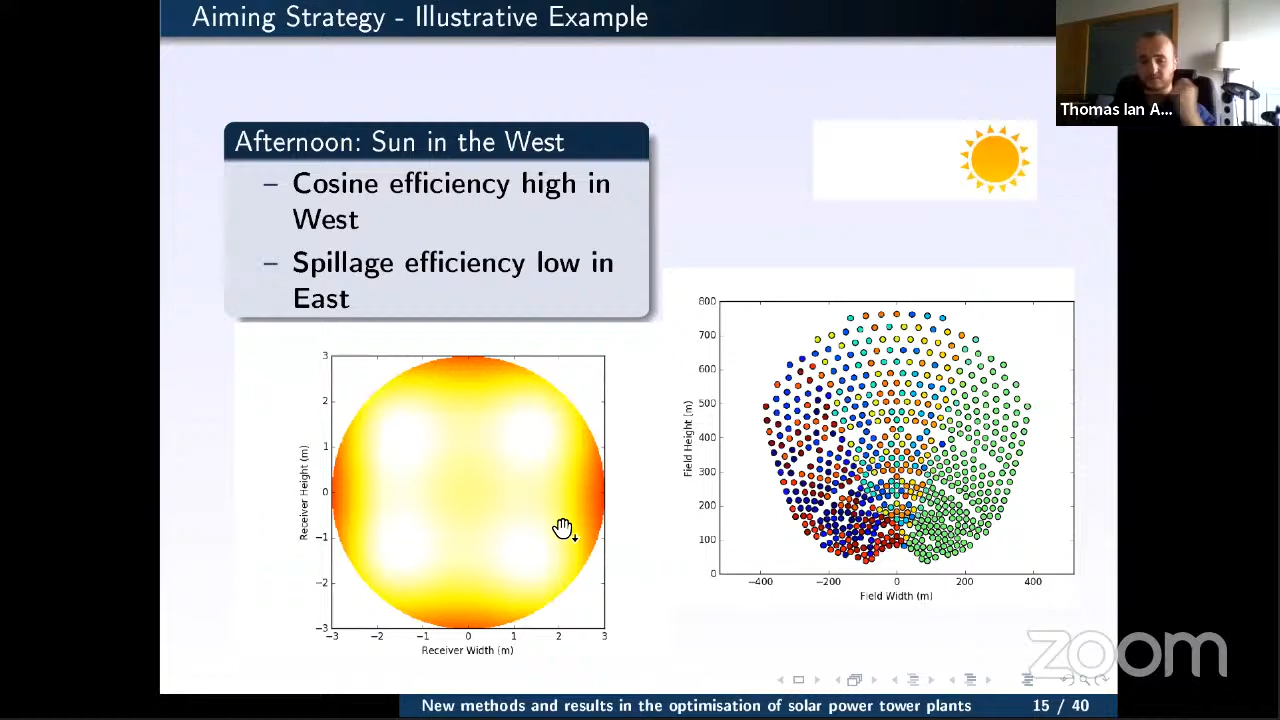 Aiming Strategy - Illustrative Example
Thomas Ian A...
Afternoon: Sun in the West
– Cosine efficiency high in
West
– Spillage efficiency low in
East
3
2
1
0
−1
−2
−3
Receiver Height (m)
−3 −2 −1 0 1 2 3
Receiver Width (m)
800
700
600
500
400
300
200
100
0
Field Height (m)
−400 −200 0 200 400
Field Width (m)
zoom
New methods and results in the optimisation of solar power tower plants 15 / 40